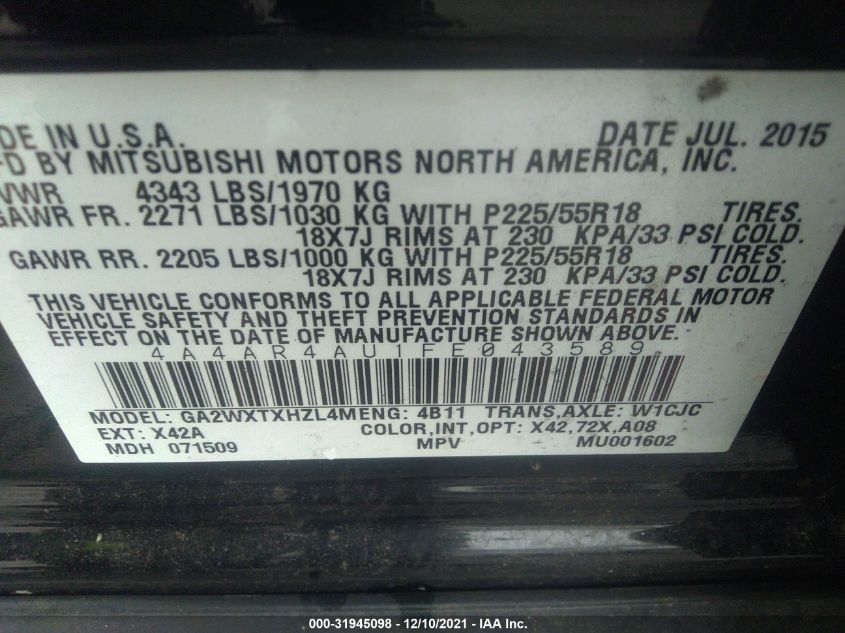 DE IN U.S.A. DATE JUL. 2015
FD BY MITSUBISHI MOTORS NORTH AMERICA, INC.
VWR 4343 LBS/1970 KG
GAWR FR. 2271 LBS/1030 KG WITH P225/55R18 TIRES.
18X7J RIMS AT 230 KPA/33 PSI COLD.
GAWR RR. 2205 LBS/1000 KG WITH P225/55R18 TIRES.
18X7J RIMS AT 230 KPA/33 PSI COLD.
THIS VEHICLE CONFORMS TO ALL APPLICABLE FEDERAL MOTOR
VEHICLE SAFETY AND THEFT PREVENTION STANDARDS IN
EFFECT ON THE DATE OF MANUFACTURE SHOWN ABOVE.
4A4AR4AU1FE043589
MODEL: GA2WXTXHZL4MENG: 4B11 TRANS,AXLE: W1CJC
EXT: X42A COLOR,INT,OPT: X42,72X,A08
MDH 071509 MPV MU001602
000-31945098 - 12/10/2021 - IAA Inc.